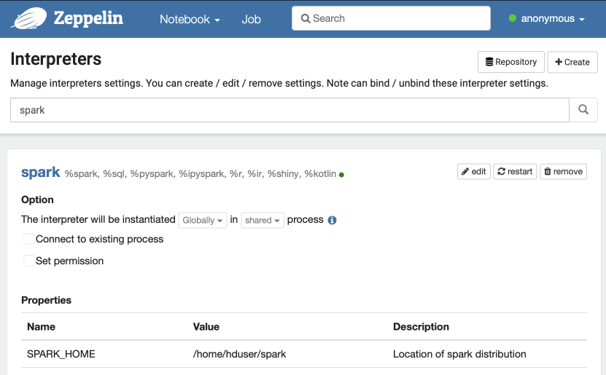 Zeppelin Notebook Job Search anonymous
Interpreters
Repository Create
Manage interpreters settings. You can create / edit / remove settings. Note can bind / unbind these interpreter settings.
spark
spark %spark, %sql, %pyspark, %ipyspark, %r, %ir, %shiny, %kotlin
edit restart remove
Option
The interpreter will be instantiated Globally in shared process
Connect to existing process
Set permission
Properties
Name Value Description
SPARK_HOME /home/hduser/spark Location of spark distribution